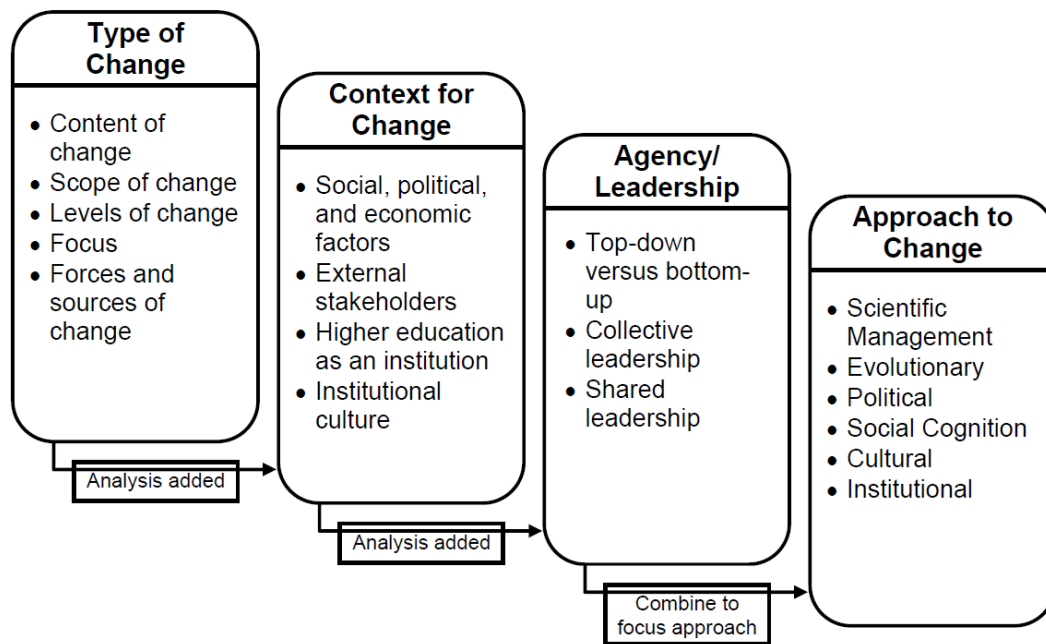 Type of
Change
• Content of
change
• Scope of change
• Levels of change
• Focus
• Forces and
sources of
change
Analysis added
Context for
Change
• Social, political,
and economic
factors
• External
stakeholders
• Higher education
as an institution
• Institutional
culture
Analysis added
Agency/
Leadership
• Top-down
versus bottom-
up
• Collective
leadership
• Shared
leadership
Combine to
focus approach
Approach to
Change
• Scientific
Management
• Evolutionary
• Political
• Social Cognition
• Cultural
• Institutional